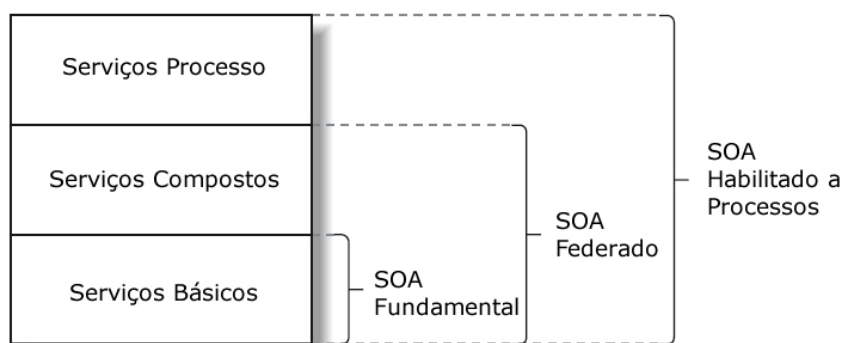 Serviços Processo
Serviços Compostos
Serviços Básicos
SOA
Fundamental
SOA
Federado
SOA
Habilitado a
Processos